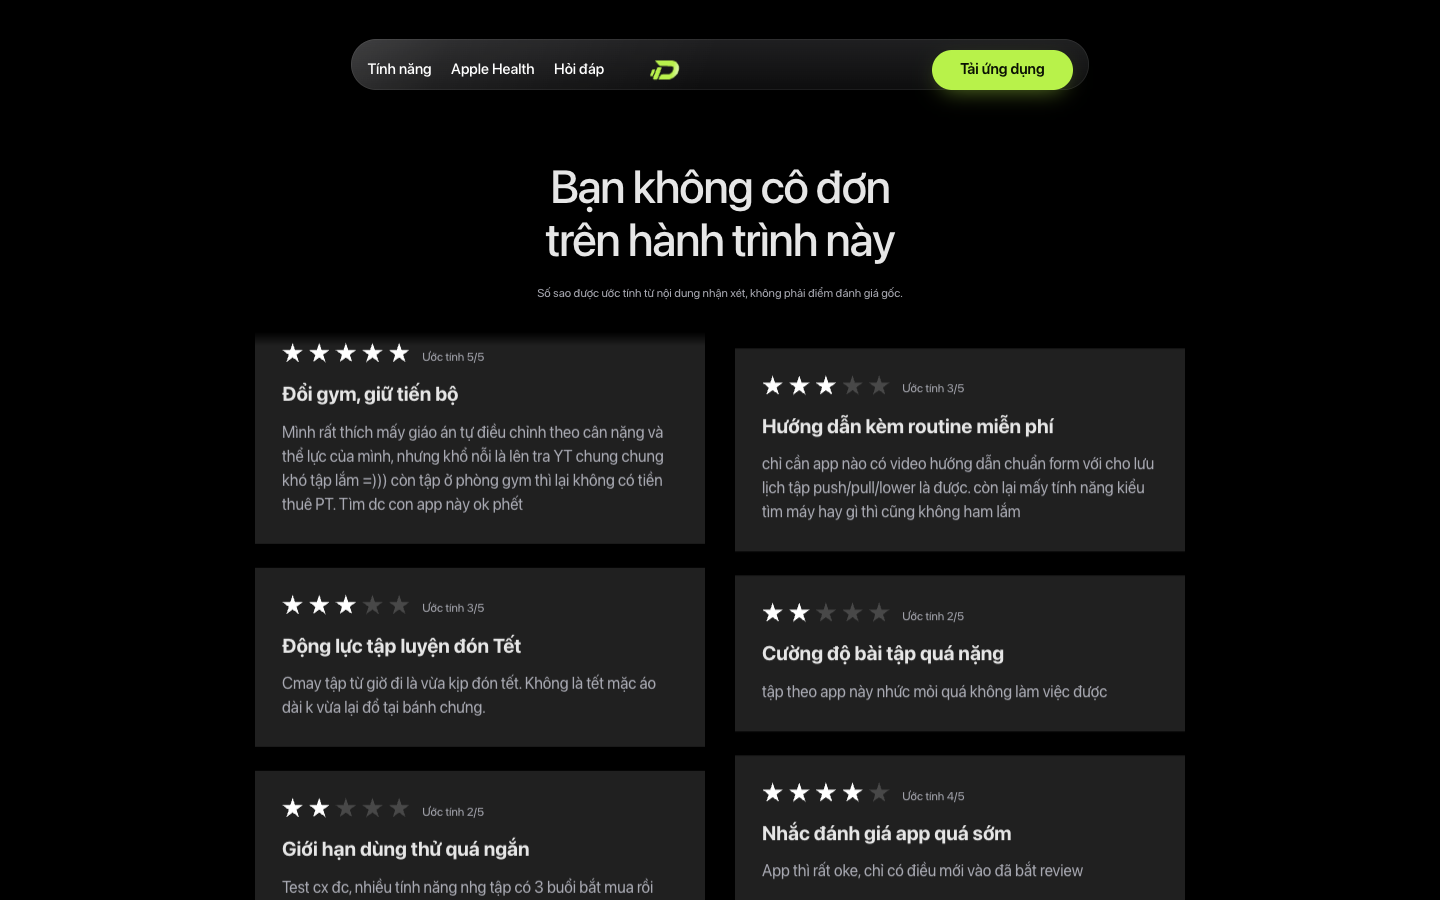 Tính năng
Apple Health
Hỏi đáp
Tải ứng dụng
Bạn không cô đơn
trên hành trình này
Số sao được ước tính từ nội dung nhận xét, không phải điểm đánh giá gốc.
Ước tính 5/5
Đổi gym, giữ tiến bộ
Mình rất thích mấy giáo án tự điều chỉnh theo cân nặng và
thể lực của mình, nhưng khổ nỗi là lên tra YT chung chung
khó tập lắm =))) còn tập ở phòng gym thì lại không có tiền
thuê PT. Tìm dc con app này ok phết
Ước tính 3/5
Động lực tập luyện đón Tết
Cmay tập từ giờ đi là vừa kịp đón tết. Không là tết mặc áo
dài k vừa lại đổ tại bánh chưng.
Ước tính 2/5
Giới hạn dùng thử quá ngắn
Test cx đc, nhiều tính năng nhg tập có 3 buổi bắt mua rồi
Ước tính 3/5
Hướng dẫn kèm routine miễn phí
chỉ cần app nào có video hướng dẫn chuẩn form với cho lưu
lịch tập push/pull/lower là được. còn lại mấy tính năng kiểu
tìm máy hay gì thì cũng không ham lắm
Ước tính 2/5
Cường độ bài tập quá nặng
tập theo app này nhức mỏi quá không làm việc được
Ước tính 4/5
Nhắc đánh giá app quá sớm
App thì rất oke, chỉ có điều mới vào đã bắt review